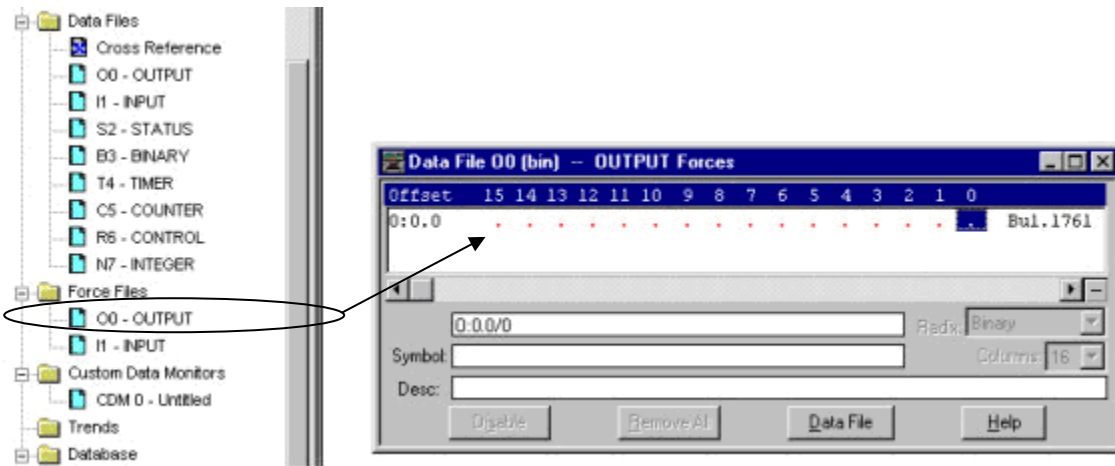 Data Files
Cross Reference
O0 - OUTPUT
I1 - INPUT
S2 - STATUS
B3 - BINARY
T4 - TIMER
C5 - COUNTER
R6 - CONTROL
N7 - INTEGER
Force Files
O0 - OUTPUT
I1 - INPUT
Custom Data Monitors
CDM 0 - Untitled
Trends
Database
Data File O0 (bin) -- OUTPUT Forces
Offset 15 14 13 12 11 10 9 8 7 6 5 4 3 2 1 0
O:0.0 . . . . . . . . . . . . . . . . Bul.1761
O:0.0/0
Radix: Binary
Symbol:
Columns: 16
Desc:
Disable
Remove All
Data File
Help